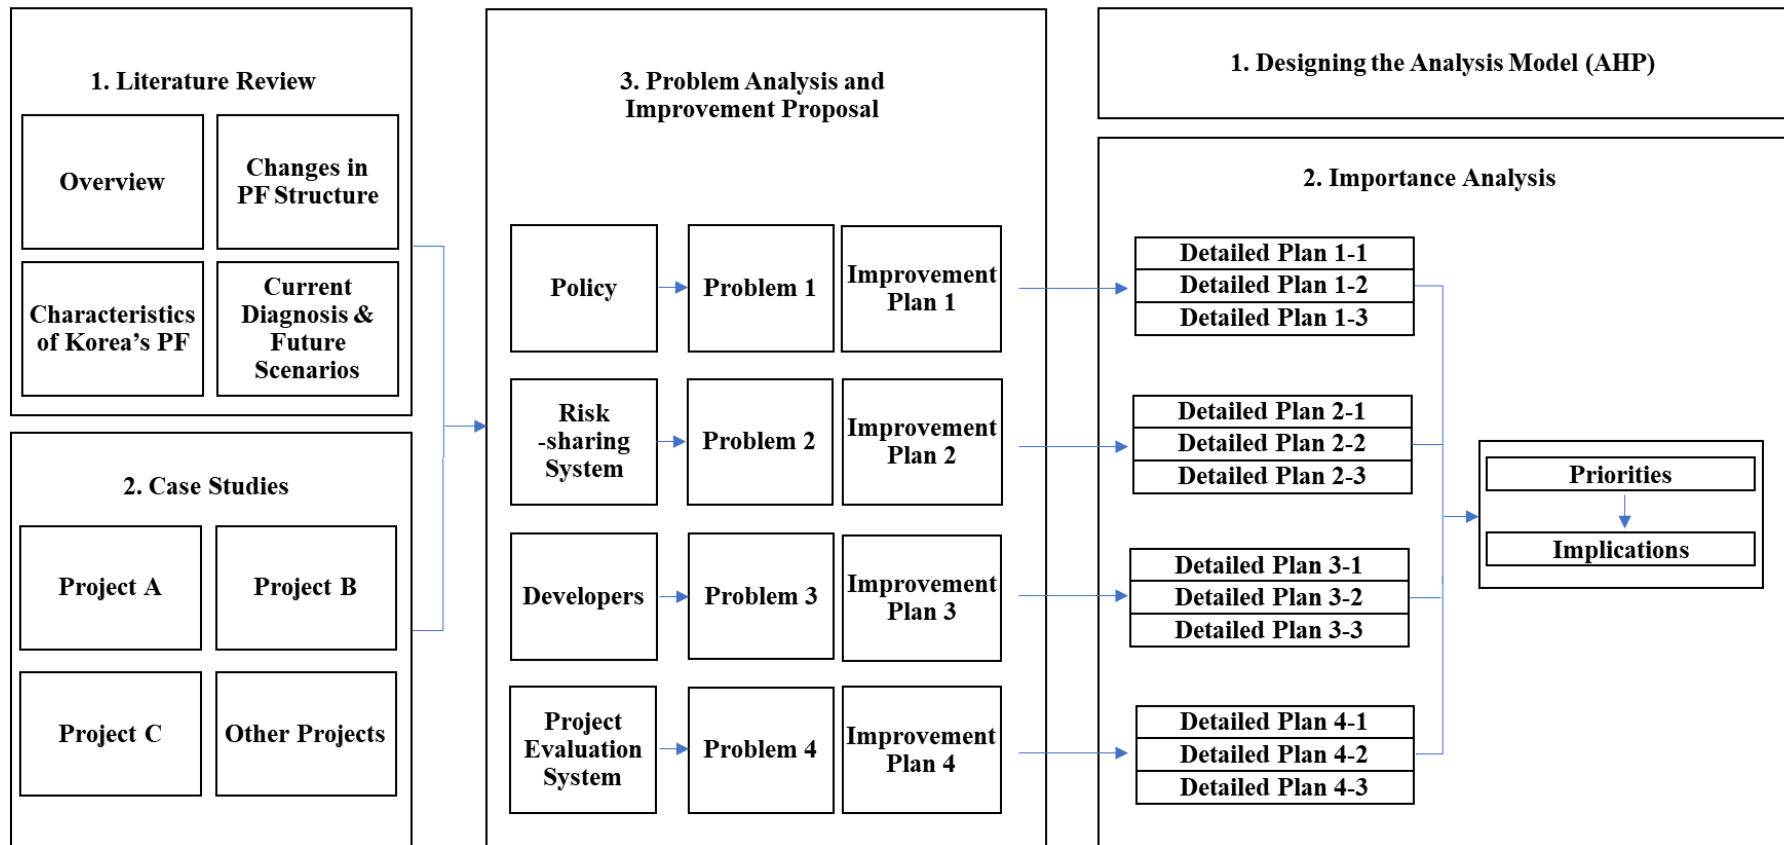 1. Literature Review
Overview
Changes in
PF Structure
Characteristics
of Korea's PF
Current
Diagnosis &
Future
Scenarios
2. Case Studies
Project A
Project B
Project C
Other Projects
3. Problem Analysis and
Improvement Proposal
Policy
Problem 1
Improvement
Plan 1
Risk
-sharing
System
Problem 2
Improvement
Plan 2
Developers
Problem 3
Improvement
Plan 3
Project
Evaluation
System
Problem 4
Improvement
Plan 4
1. Designing the Analysis Model (AHP)
2. Importance Analysis
Detailed Plan 1-1
Detailed Plan 1-2
Detailed Plan 1-3
Detailed Plan 2-1
Detailed Plan 2-2
Detailed Plan 2-3
Detailed Plan 3-1
Detailed Plan 3-2
Detailed Plan 3-3
Detailed Plan 4-1
Detailed Plan 4-2
Detailed Plan 4-3
Priorities
Implications